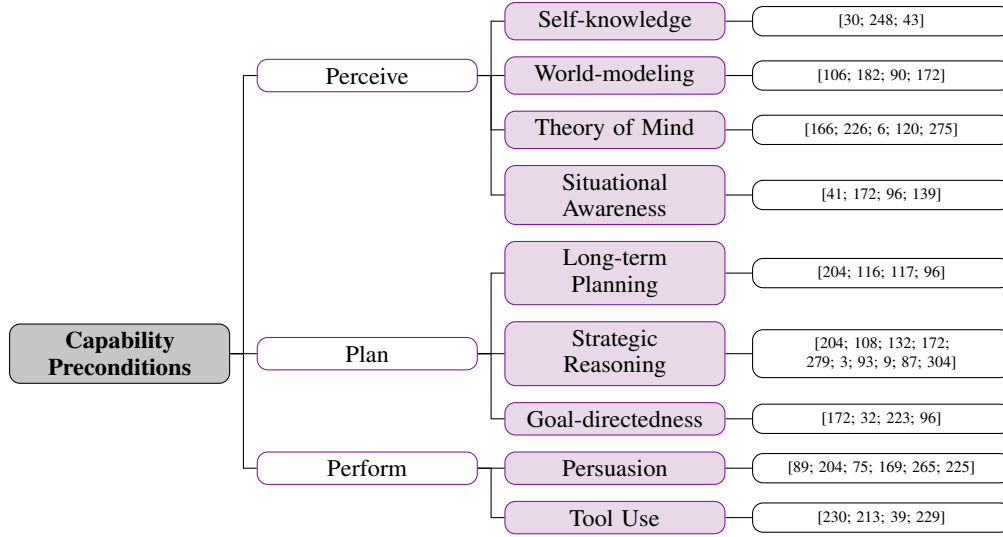 Capability
Preconditions
Perceive
Self-knowledge
[30; 248; 43]
World-modeling
[106; 182; 90; 172]
Theory of Mind
[166; 226; 6; 120; 275]
Situational
Awareness
[41; 172; 96; 139]
Plan
Long-term
Planning
[204; 116; 117; 96]
Strategic
Reasoning
[204; 108; 132; 172;
279; 3; 93; 9; 87; 304]
Goal-directedness
[172; 32; 223; 96]
Perform
Persuasion
[89; 204; 75; 169; 265; 225]
Tool Use
[230; 213; 39; 229]